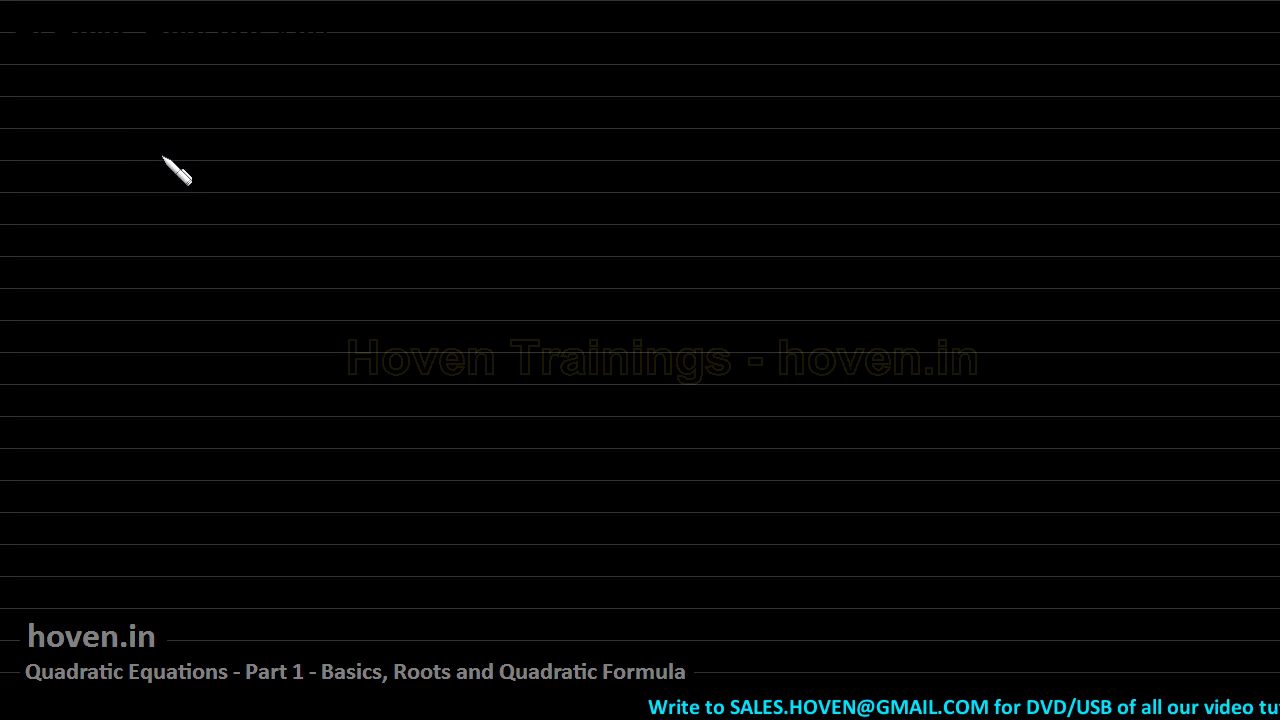 Hoven Trainings - hoven.in
hoven.in
Quadratic Equations - Part 1 - Basics, Roots and Quadratic Formula
Write to SALES.HOVEN@GMAIL.COM for DVD/USB of all our video tu